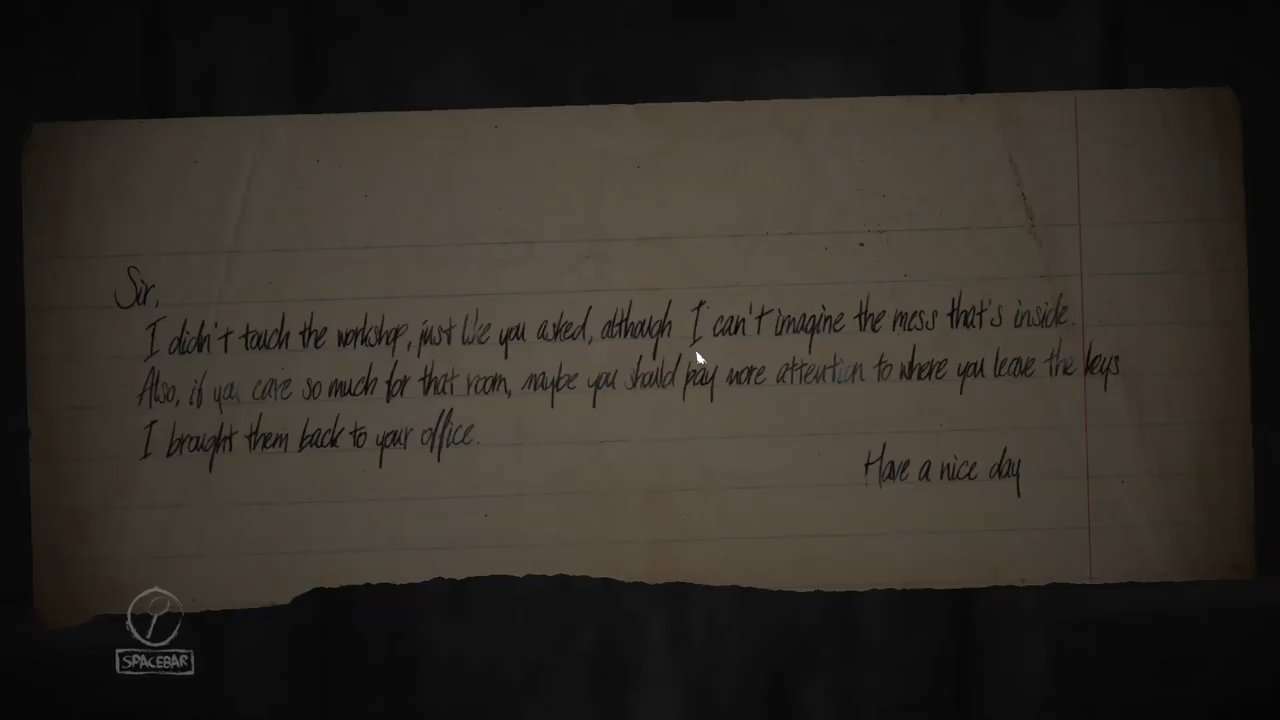 Sir,
I didn't touch the workshop, just like you asked, although I can't imagine the mess that's inside.
Also, if you care so much for that room, maybe you should pay more attention to where you leave the keys.
I brought them back to your office.
Have a nice day
SPACEBAR